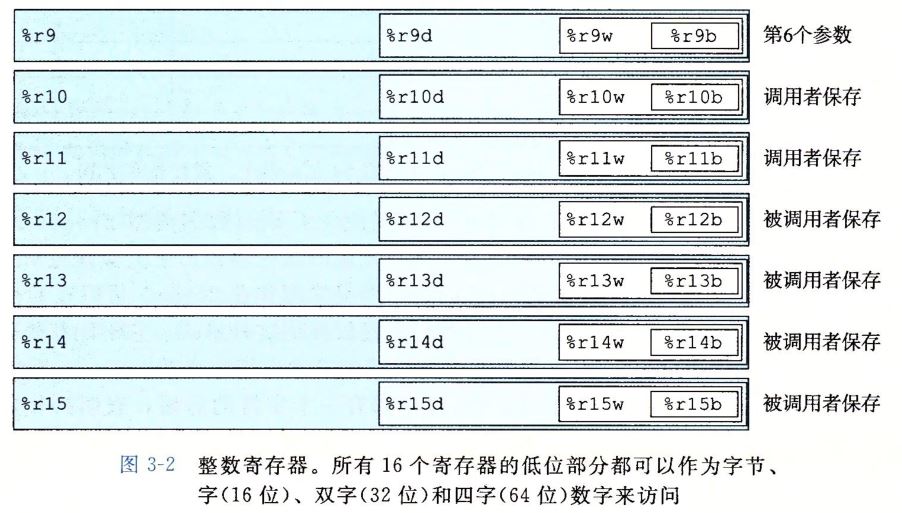 %r9 %r9d %r9w %r9b 第6个参数
%r10 %r10d %r10w %r10b 调用者保存
%r11 %r11d %r11w %r11b 调用者保存
%r12 %r12d %r12w %r12b 被调用者保存
%r13 %r13d %r13w %r13b 被调用者保存
%r14 %r14d %r14w %r14b 被调用者保存
%r15 %r15d %r15w %r15b 被调用者保存
图 3-2 整数寄存器。所有 16 个寄存器的低位部分都可以作为字节、
字(16 位)、双字(32 位)和四字(64 位)数字来访问